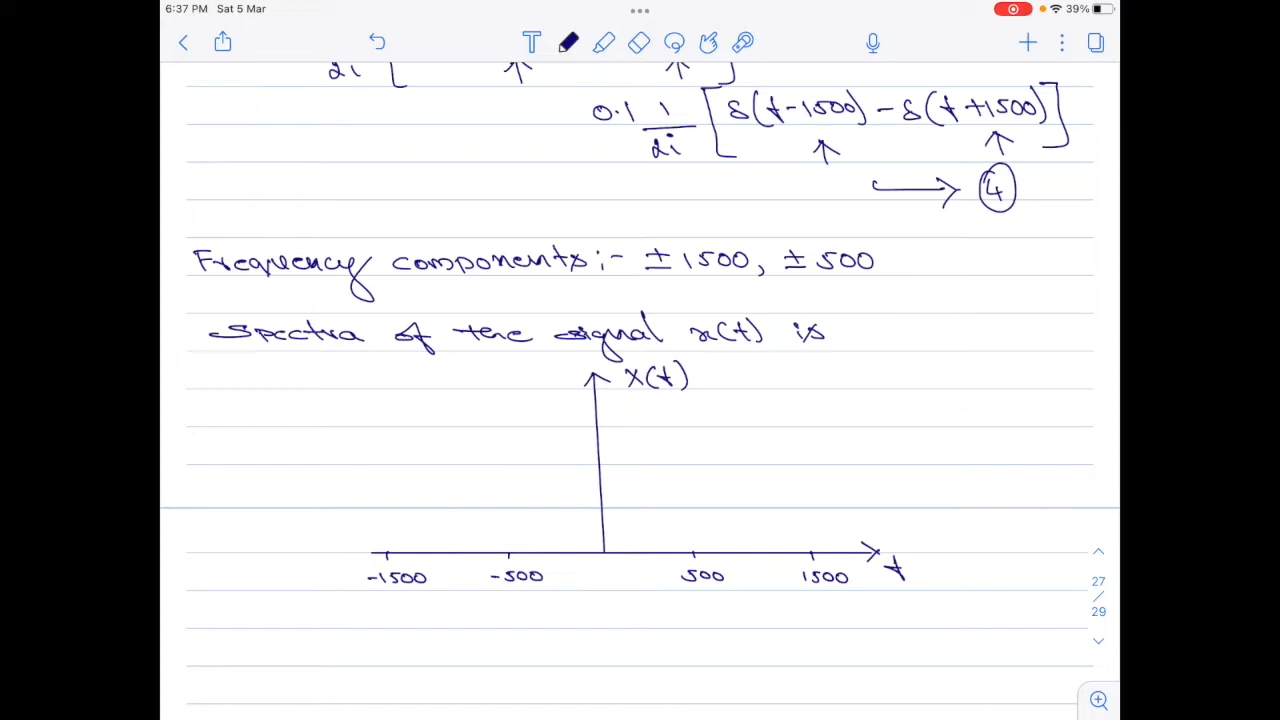 6:37 PM Sat 5 Mar
39%
T
2i [ ]
0.1 1/2i [δ(f-1500) - δ(f+1500)]
→ 4
Frequency components:- ±1500, ±500
Spectra of the signal x(t) is
X(f)
-1500 -500 500 1500 f
27
/
29